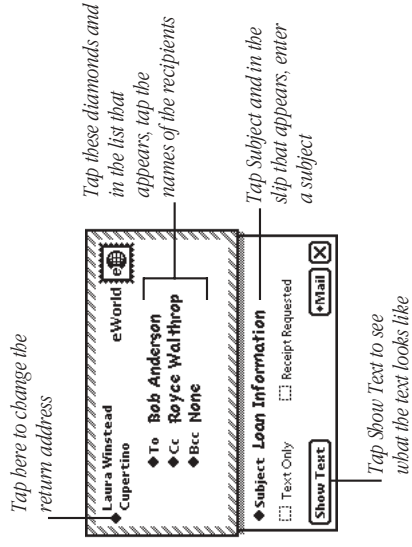 Tap here to change the
return address
Laura Winstead
Cupertino
eWorld
e
◆To Bob Anderson
◆Cc Royce Walthrop
◆Bcc None
Tap these diamonds and
in the list that
appears, tap the
names of the recipients
◆Subject Loan Information
Text Only
Receipt Requested
Show Text
◆Mail
Tap Subject and in the
slip that appears, enter
a subject
Tap Show Text to see
what the text looks like